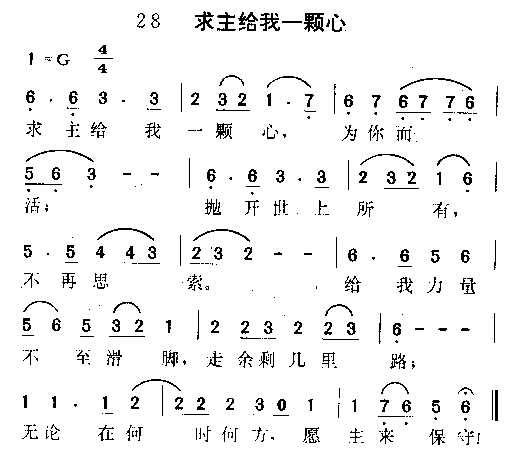 28 求主给我一颗心
1=G 4/4
6 . 6 3 . 3 | 2 3 2 1 . 7 | 6 7 6 7 7 6 |
求 主 给 我 一 颗 心, 为 你 而
5 6 3 - - | 6 . 6 3 . 3 | 2 3 2 1 6 |
活; 抛 开 世 上 所 有,
5 . 5 4 4 3 | 2 3 2 - - | 6 . 6 5 6 |
不 再 思 索。 给 我 力 量
5 6 5 3 2 1 | 2 2 3 2 2 3 | 6 - - - |
不 至 滑 脚, 走 余 剩 几 里 路;
1 1 . 1 2 | 2 2 2 3 0 1 | 1 7 6 5 6 ‖
无 论 在 何 时 何 方, 愿 主 来 保 守!